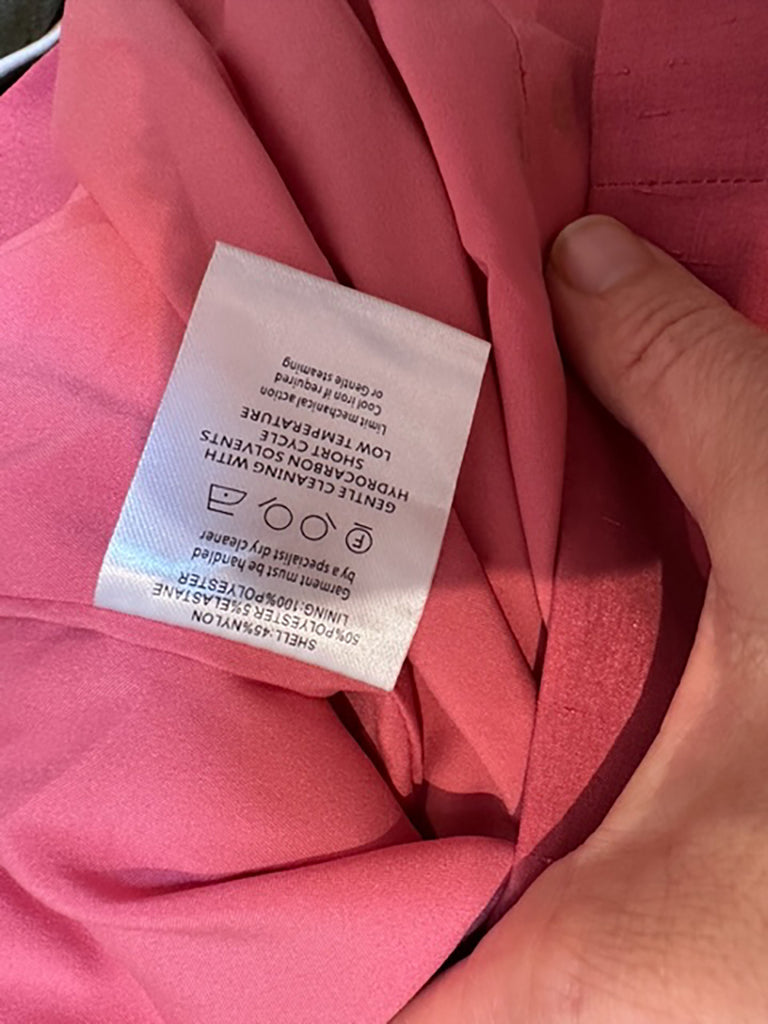 SHELL:45%NYLON
50%POLYESTER 5%ELASTANE
LINING:100%POLYESTER
Garment must be handled
by a specialist dry cleaner
F
GENTLE CLEANING WITH
HYDROCARBON SOLVENTS
SHORT CYCLE
LOW TEMPERATURE
Limit mechanical action
Cool iron if required
or Gentle steaming